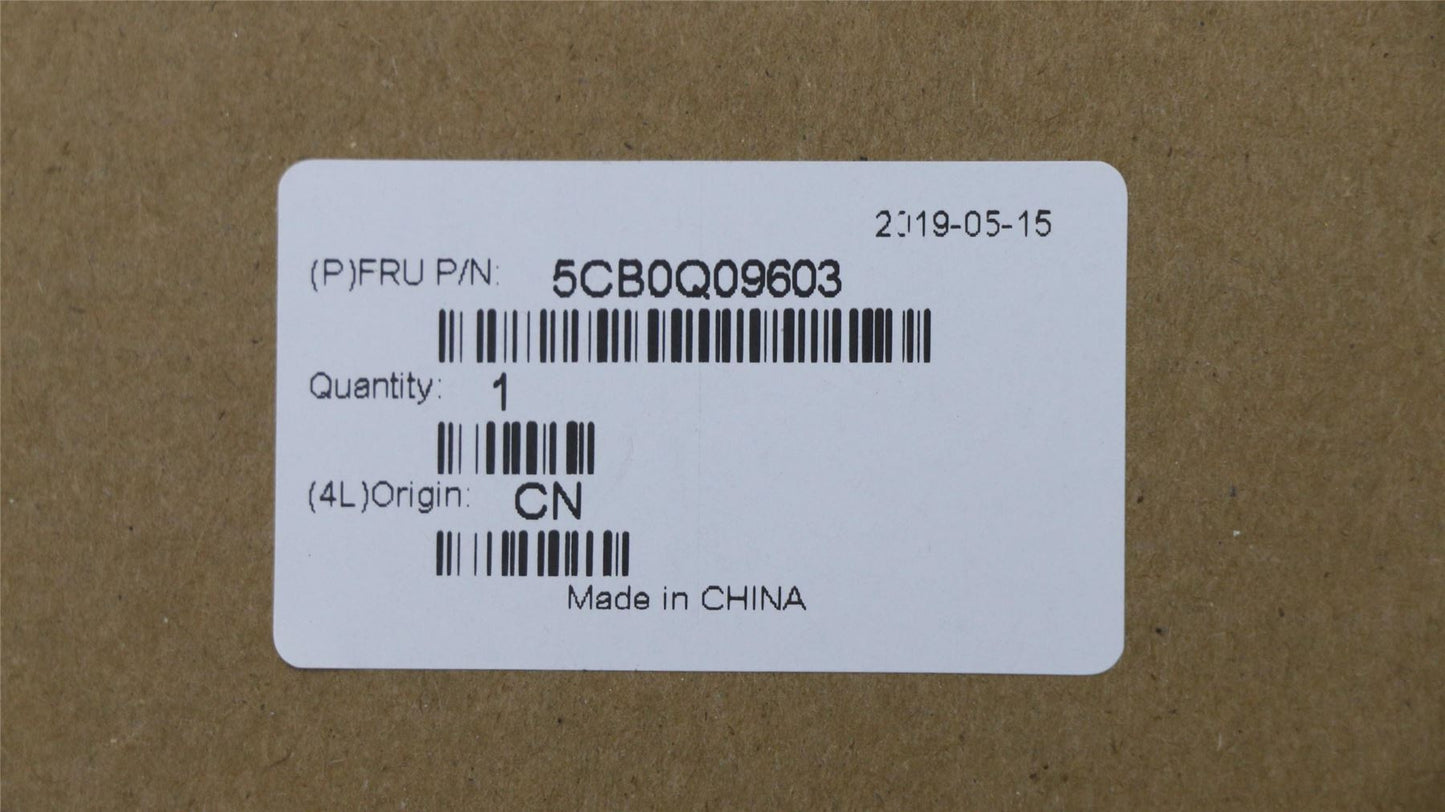 2019-05-15
(P)FRU P/N: 5CB0Q09603
Quantity: 1
(4L)Origin: CN
Made in CHINA